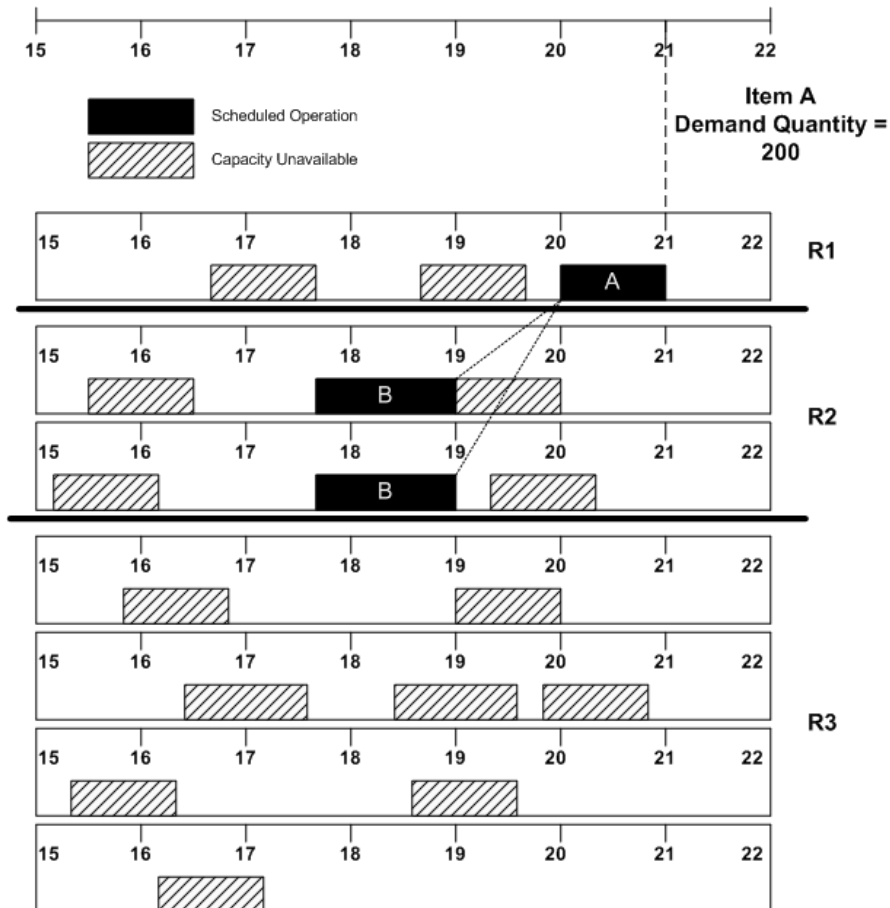 15 16 17 18 19 20 21 22
Item A
Demand Quantity =
200
Scheduled Operation
Capacity Unavailable
15 16 17 18 19 20 21 22
R1
A
15 16 17 18 19 20 21 22
B
R2
15 16 17 18 19 20 21 22
B
15 16 17 18 19 20 21 22
15 16 17 18 19 20 21 22
R3
15 16 17 18 19 20 21 22
15 16 17 18 19 20 21 22